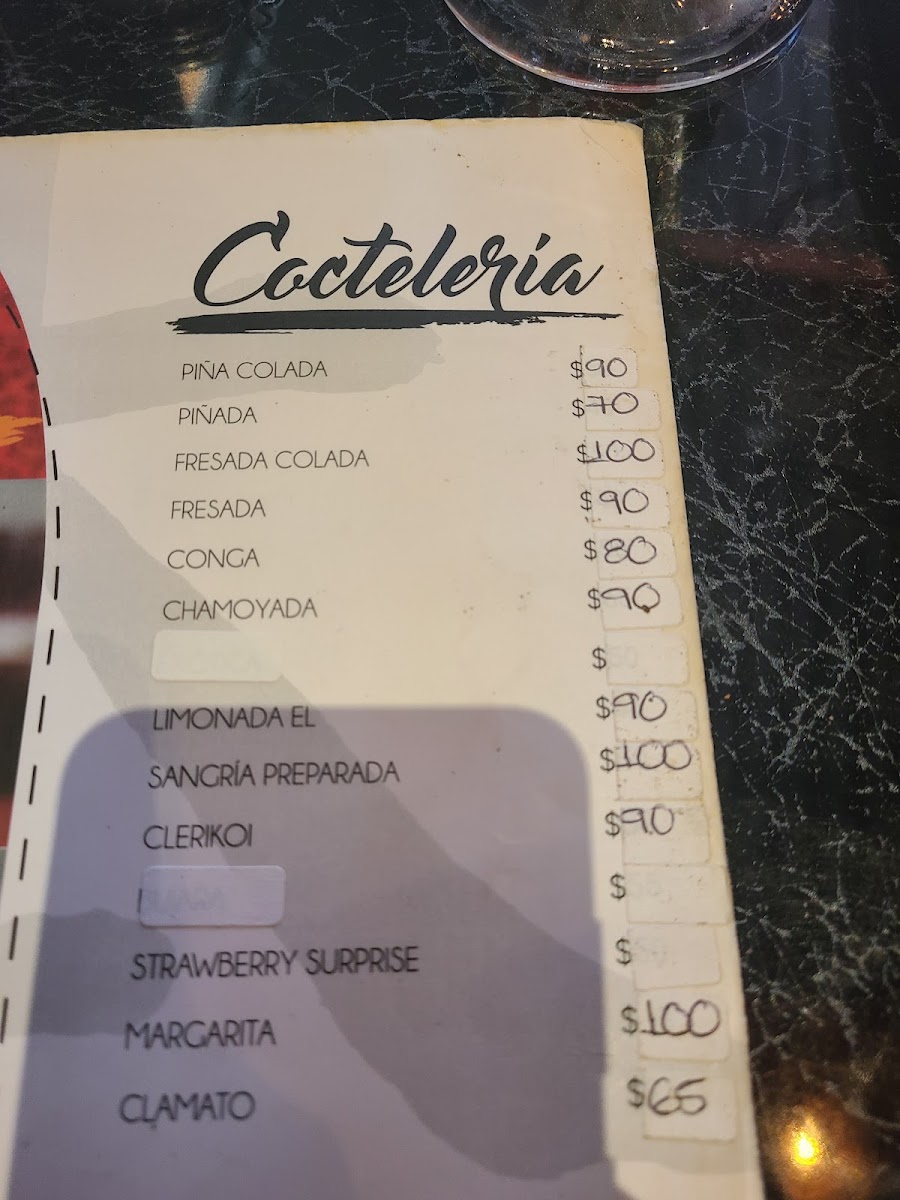 Coctelería
PIÑA COLADA $90
PIÑADA $70
FRESADA COLADA $100
FRESADA $90
CONGA $80
CHAMOYADA $90
$
LIMONADA EL $90
SANGRÍA PREPARADA $100
CLERIKOI $90
$
STRAWBERRY SURPRISE $
MARGARITA $100
CLAMATO $65